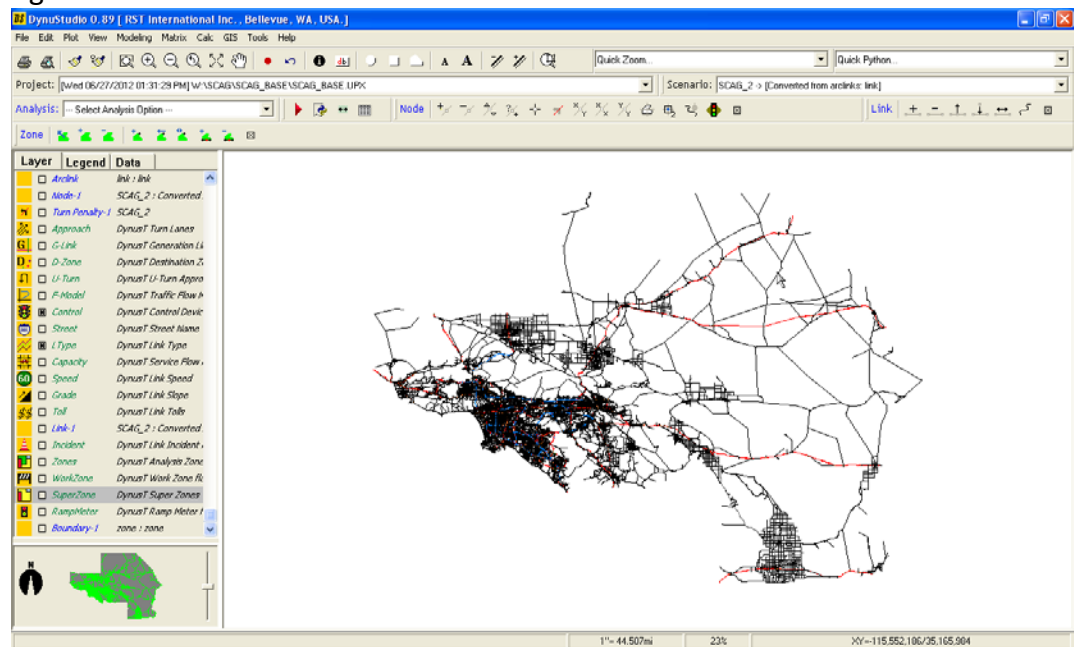 DynuStudio 0.89 [ RST International Inc., Bellevue, WA, USA.]
File Edit Plot View Modeling Matrix Calc GIS Tools Help
A A Quick Zoom... Quick Python...
Project: [Wed 06/27/2012 01:31:29 PM] W:\SCAG\SCAG_BASE\SCAG_BASE.UPX Scenario: SCAG_2 -> [Converted from arclinks: link]
Analysis: --- Select Analysis Option --- Node Link
Zone
Layer Legend Data
Arclink link : link
Node-1 SCAG_2 : Converted
Turn Penalty-1 SCAG_2
Approach DynusT Turn Lanes
G-Link DynusT Generation Li
D-Zone DynusT Destination Z
U-Turn DynusT U-Turn Appro
F-Model DynusT Traffic Flow
Control DynusT Control Devic
Street DynusT Street Name
LType DynusT Link Type
Capacity DynusT Service Flow
60 Speed DynusT Link Speed
Grade DynusT Link Slope
$$ Toll DynusT Link Tolls
Link-1 SCAG_2 : Converted
Incident DynusT Link Incident
Zones DynusT Analysis Zone
WorkZone DynusT Work Zone
SuperZone DynusT Super Zones
RampMeter DynusT Ramp Meter
Boundary-1 zone : zone
N
1"= 44.507mi 23% XY=-115,552,186/35,165,984